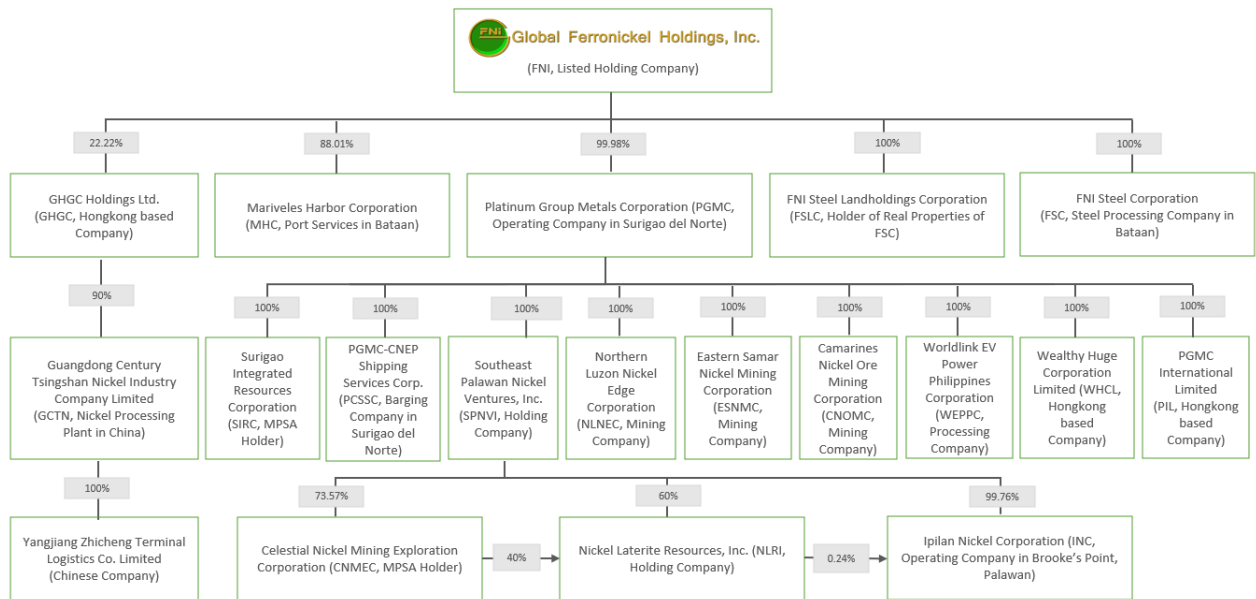 FNi
Global Ferronickel Holdings, Inc.
(FNI, Listed Holding Company)
22.22%
88.01%
99.98%
100%
100%
GHGC Holdings Ltd.
(GHGC, Hongkong based
Company)
Mariveles Harbor Corporation
(MHC, Port Services in Bataan)
Platinum Group Metals Corporation (PGMC,
Operating Company in Surigao del Norte)
FNI Steel Landholdings Corporation
(FSLC, Holder of Real Properties of
FSC)
FNI Steel Corporation
(FSC, Steel Processing Company in
Bataan)
90%
100%
100%
100%
100%
100%
100%
100%
100%
100%
Guangdong Century
Tsingshan Nickel Industry
Company Limited
(GCTN, Nickel Processing
Plant in China)
Surigao
Integrated
Resources
Corporation
(SIRC, MPSA
Holder)
PGMC-CNEP
Shipping
Services Corp.
(PCSSC, Barging
Company in
Surigao del
Norte)
Southeast
Palawan Nickel
Ventures, Inc.
(SPNVI, Holding
Company)
Northern
Luzon Nickel
Edge
Corporation
(NLNEC, Mining
Company)
Eastern Samar
Nickel Mining
Corporation
(ESNMC,
Mining
Company)
Camarines
Nickel Ore
Mining
Corporation
(CNOMC,
Mining
Company)
Worldlink EV
Power
Philippines
Corporation
(WEPPC,
Processing
Company)
Wealthy Huge
Corporation
Limited (WHCL,
Hongkong
based
Company)
PGMC
International
Limited
(PIL, Hongkong
based
Company)
100%
73.57%
60%
99.76%
Yangjiang Zhicheng Terminal
Logistics Co. Limited
(Chinese Company)
Celestial Nickel Mining Exploration
Corporation (CNMEC, MPSA Holder)
40%
Nickel Laterite Resources, Inc. (NLRI,
Holding Company)
0.24%
Ipilan Nickel Corporation (INC,
Operating Company in Brooke's Point,
Palawan)